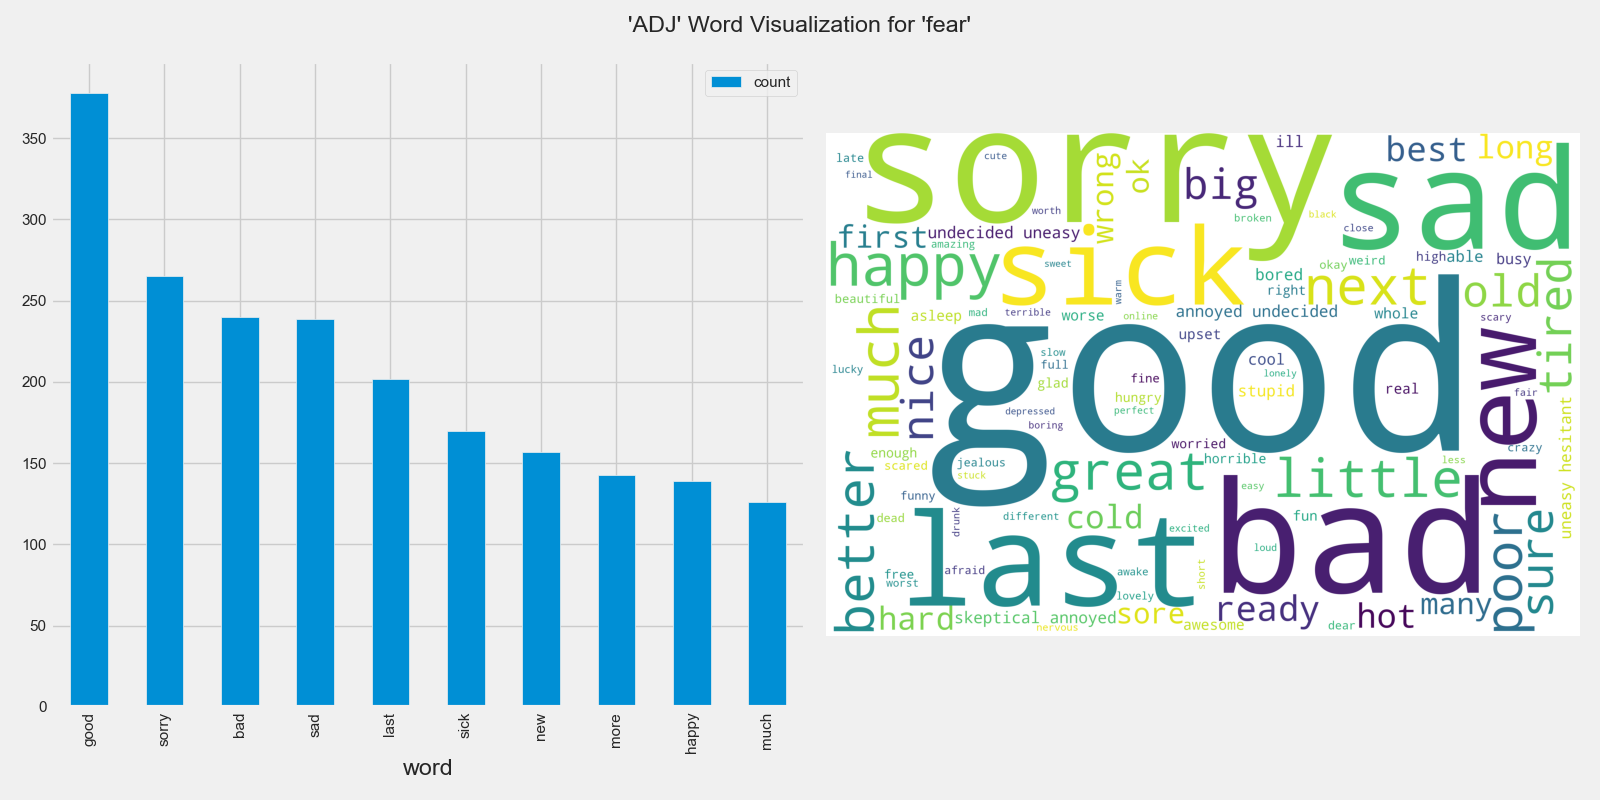 'ADJ' Word Visualization for 'fear'
count
350
300
250
200
150
100
50
0
good
sorry
bad
sad
last
sick
new
more
happy
much
word
sorry
ill
best
long
late
cute
final
wrong
ok
big
sad
worth
broken
black
close
first
undecided uneasy
amazing
happy
sick
sweet
warm
okay
weird
high
able
busy
bored
right
next
old
tired
beautiful
asleep
mad
terrible
worse
online
annoyed undecided
whole
scary
much
nice
good
upset
new
slow
full
cool
lonely
lucky
glad
fine
hungry
perfect
stupid
real
fair
depressed
boring
worried
crazy
uneasy hesitant
enough
scared
jealous
stuck
great
horrible
little
less
better
funny
easy
bad
dead
drunk
different
cold
excited
fun
loud
poor
sure
last
free
worst
afraid
awake
short
lovely
hard
skeptical annoyed
nervous
sore
awesome
ready
dear
hot
many